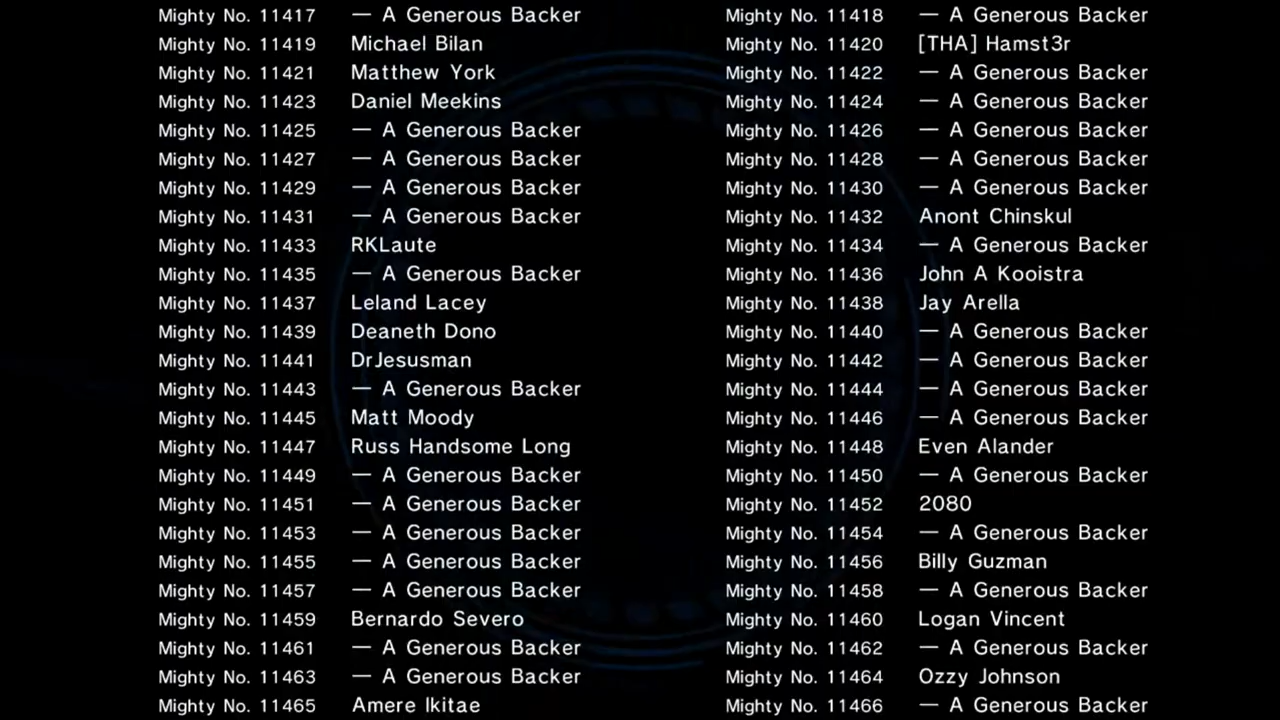 Mighty No. 11417 — A Generous Backer Mighty No. 11418 — A Generous Backer
Mighty No. 11419 Michael Bilan Mighty No. 11420 [THA] Hamst3r
Mighty No. 11421 Matthew York Mighty No. 11422 — A Generous Backer
Mighty No. 11423 Daniel Meekins Mighty No. 11424 — A Generous Backer
Mighty No. 11425 — A Generous Backer Mighty No. 11426 — A Generous Backer
Mighty No. 11427 — A Generous Backer Mighty No. 11428 — A Generous Backer
Mighty No. 11429 — A Generous Backer Mighty No. 11430 — A Generous Backer
Mighty No. 11431 — A Generous Backer Mighty No. 11432 Anont Chinskul
Mighty No. 11433 RKLaute Mighty No. 11434 — A Generous Backer
Mighty No. 11435 — A Generous Backer Mighty No. 11436 John A Kooistra
Mighty No. 11437 Leland Lacey Mighty No. 11438 Jay Arella
Mighty No. 11439 Deaneth Dono Mighty No. 11440 — A Generous Backer
Mighty No. 11441 DrJesusman Mighty No. 11442 — A Generous Backer
Mighty No. 11443 — A Generous Backer Mighty No. 11444 — A Generous Backer
Mighty No. 11445 Matt Moody Mighty No. 11446 — A Generous Backer
Mighty No. 11447 Russ Handsome Long Mighty No. 11448 Even Alander
Mighty No. 11449 — A Generous Backer Mighty No. 11450 — A Generous Backer
Mighty No. 11451 — A Generous Backer Mighty No. 11452 2080
Mighty No. 11453 — A Generous Backer Mighty No. 11454 — A Generous Backer
Mighty No. 11455 — A Generous Backer Mighty No. 11456 Billy Guzman
Mighty No. 11457 — A Generous Backer Mighty No. 11458 — A Generous Backer
Mighty No. 11459 Bernardo Severo Mighty No. 11460 Logan Vincent
Mighty No. 11461 — A Generous Backer Mighty No. 11462 — A Generous Backer
Mighty No. 11463 — A Generous Backer Mighty No. 11464 Ozzy Johnson
Mighty No. 11465 Amere Ikitae Mighty No. 11466 — A Generous Backer